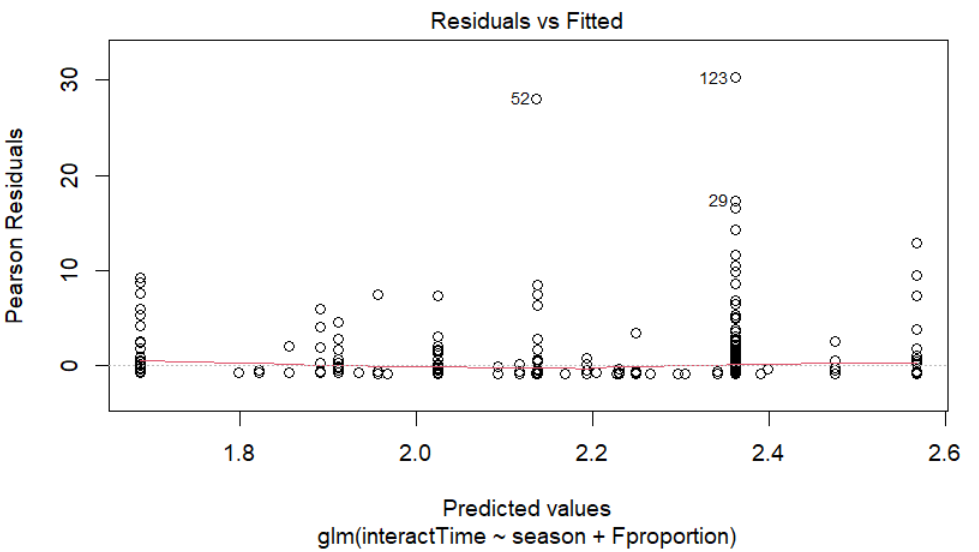 Residuals vs Fitted
Pearson Residuals
30
20
10
0
123
52
29
1.8 2.0 2.2 2.4 2.6
Predicted values
glm(interactTime ~ season + Fproportion)